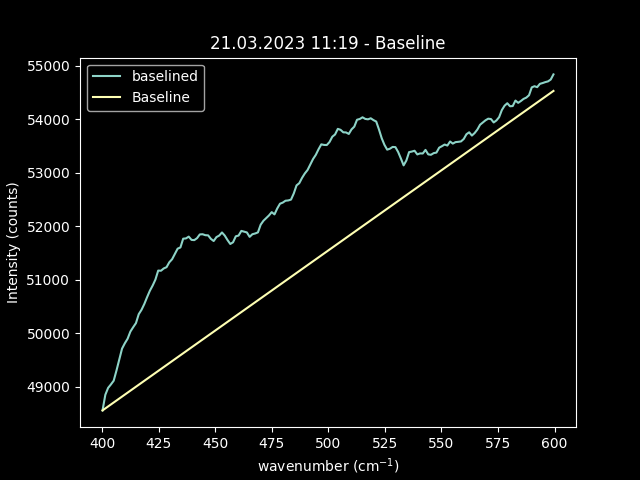 21.03.2023 11:19 - Baseline
baselined
Baseline
Intensity (counts)
55000
54000
53000
52000
51000
50000
49000
400 425 450 475 500 525 550 575 600
wavenumber (cm⁻¹)